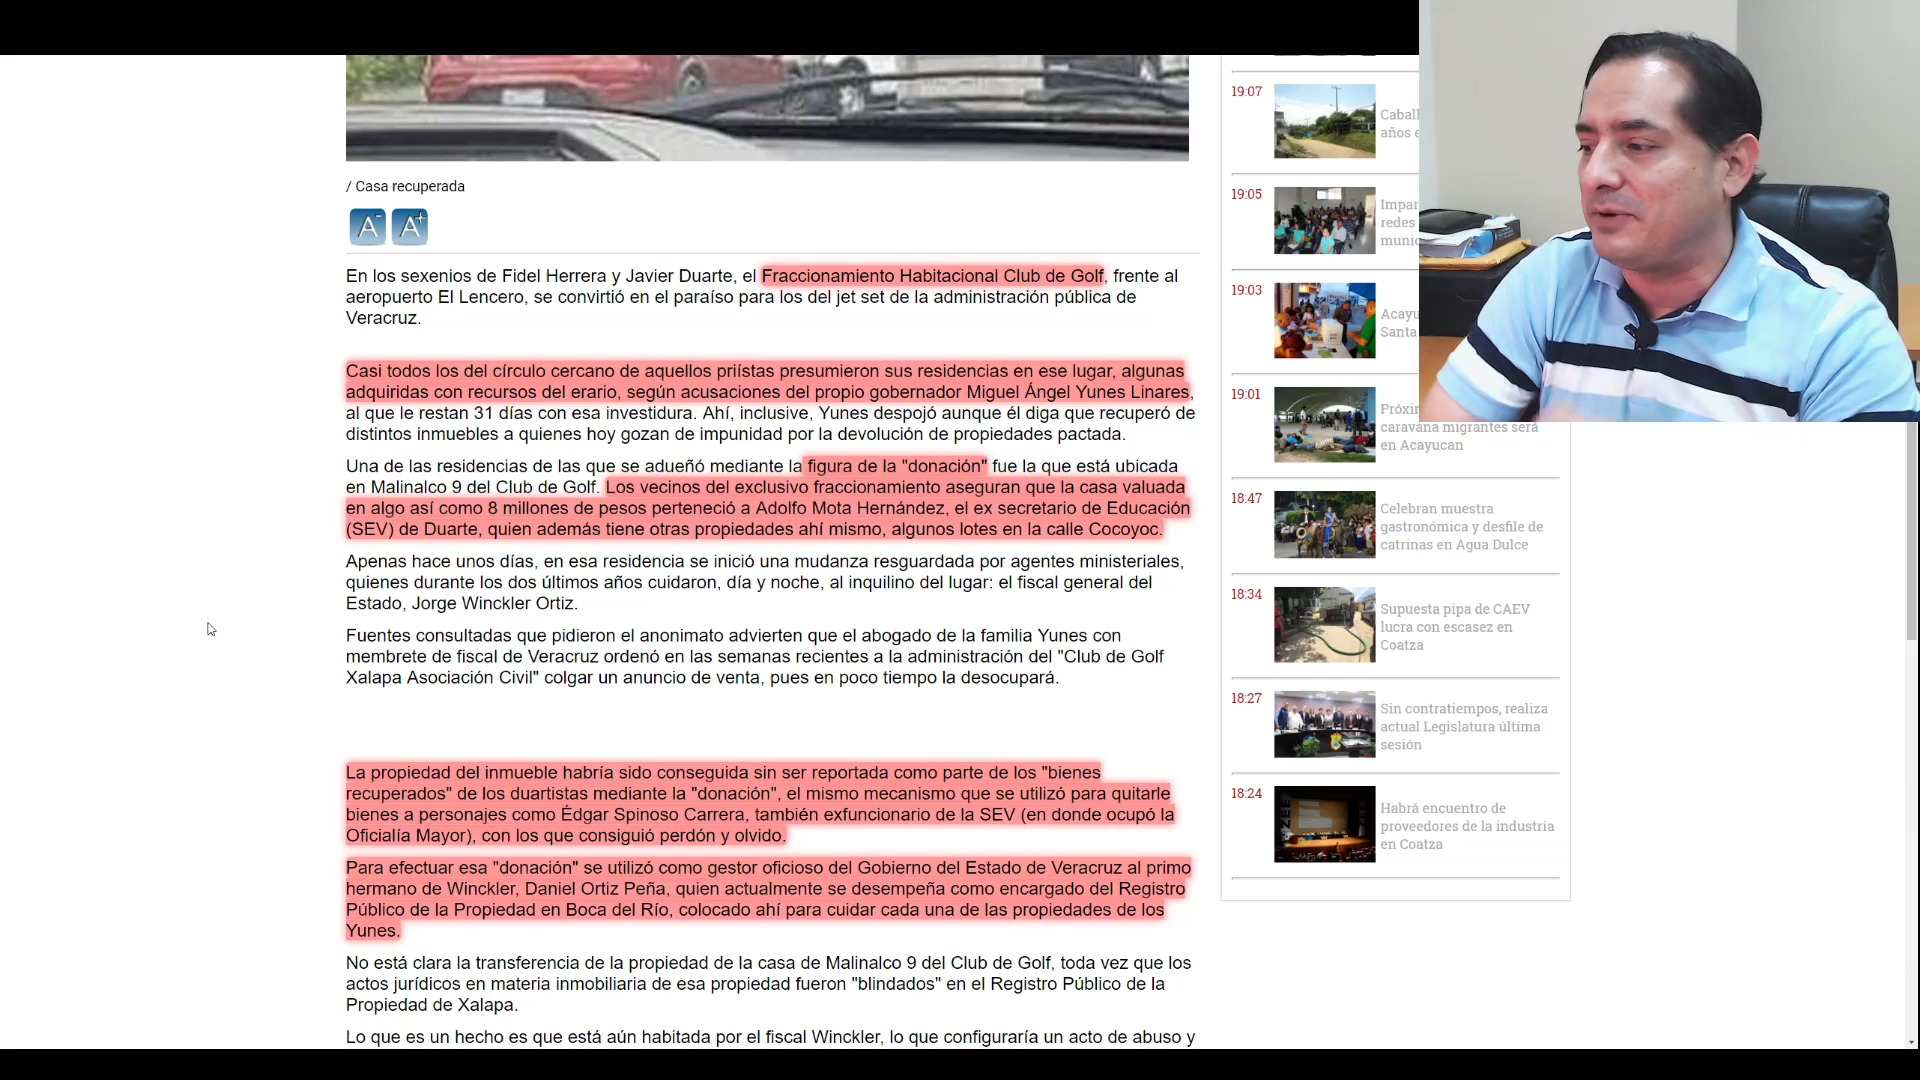 / Casa recuperada
A- A+
En los sexenios de Fidel Herrera y Javier Duarte, el Fraccionamiento Habitacional Club de Golf, frente al
aeropuerto El Lencero, se convirtió en el paraíso para los del jet set de la administración pública de
Veracruz.
Casi todos los del círculo cercano de aquellos priístas presumieron sus residencias en ese lugar, algunas
adquiridas con recursos del erario, según acusaciones del propio gobernador Miguel Ángel Yunes Linares,
al que le restan 31 días con esa investidura. Ahí, inclusive, Yunes despojó aunque él diga que recuperó de
distintos inmuebles a quienes hoy gozan de impunidad por la devolución de propiedades pactada.
Una de las residencias de las que se adueñó mediante la figura de la "donación" fue la que está ubicada
en Malinalco 9 del Club de Golf. Los vecinos del exclusivo fraccionamiento aseguran que la casa valuada
en algo así como 8 millones de pesos perteneció a Adolfo Mota Hernández, el ex secretario de Educación
(SEV) de Duarte, quien además tiene otras propiedades ahí mismo, algunos lotes en la calle Cocoyoc.
Apenas hace unos días, en esa residencia se inició una mudanza resguardada por agentes ministeriales,
quienes durante los dos últimos años cuidaron, día y noche, al inquilino del lugar: el fiscal general del
Estado, Jorge Winckler Ortiz.
Fuentes consultadas que pidieron el anonimato advierten que el abogado de la familia Yunes con
membrete de fiscal de Veracruz ordenó en las semanas recientes a la administración del "Club de Golf
Xalapa Asociación Civil" colgar un anuncio de venta, pues en poco tiempo la desocupará.
La propiedad del inmueble habría sido conseguida sin ser reportada como parte de los "bienes
recuperados" de los duartistas mediante la "donación", el mismo mecanismo que se utilizó para quitarle
bienes a personajes como Édgar Spinoso Carrera, también exfuncionario de la SEV (en donde ocupó la
Oficialía Mayor), con los que consiguió perdón y olvido.
Para efectuar esa "donación" se utilizó como gestor oficioso del Gobierno del Estado de Veracruz al primo
hermano de Winckler, Daniel Ortiz Peña, quien actualmente se desempeña como encargado del Registro
Público de la Propiedad en Boca del Río, colocado ahí para cuidar cada una de las propiedades de los
Yunes.
No está clara la transferencia de la propiedad de la casa de Malinalco 9 del Club de Golf, toda vez que los
actos jurídicos en materia inmobiliaria de esa propiedad fueron "blindados" en el Registro Público de la
Propiedad de Xalapa.
Lo que es un hecho es que está aún habitada por el fiscal Winckler, lo que configuraría un acto de abuso y
19:07
Caball
años e
19:05
Impar
redes
munic
19:03
Acayu
Santa
19:01
Próxin
caravana migrantes será
en Acayucan
18:47
Celebran muestra
gastronómica y desfile de
catrinas en Agua Dulce
18:34
Supuesta pipa de CAEV
lucra con escasez en
Coatza
18:27
Sin contratiempos, realiza
actual Legislatura última
sesión
18:24
Habrá encuentro de
proveedores de la industria
en Coatza